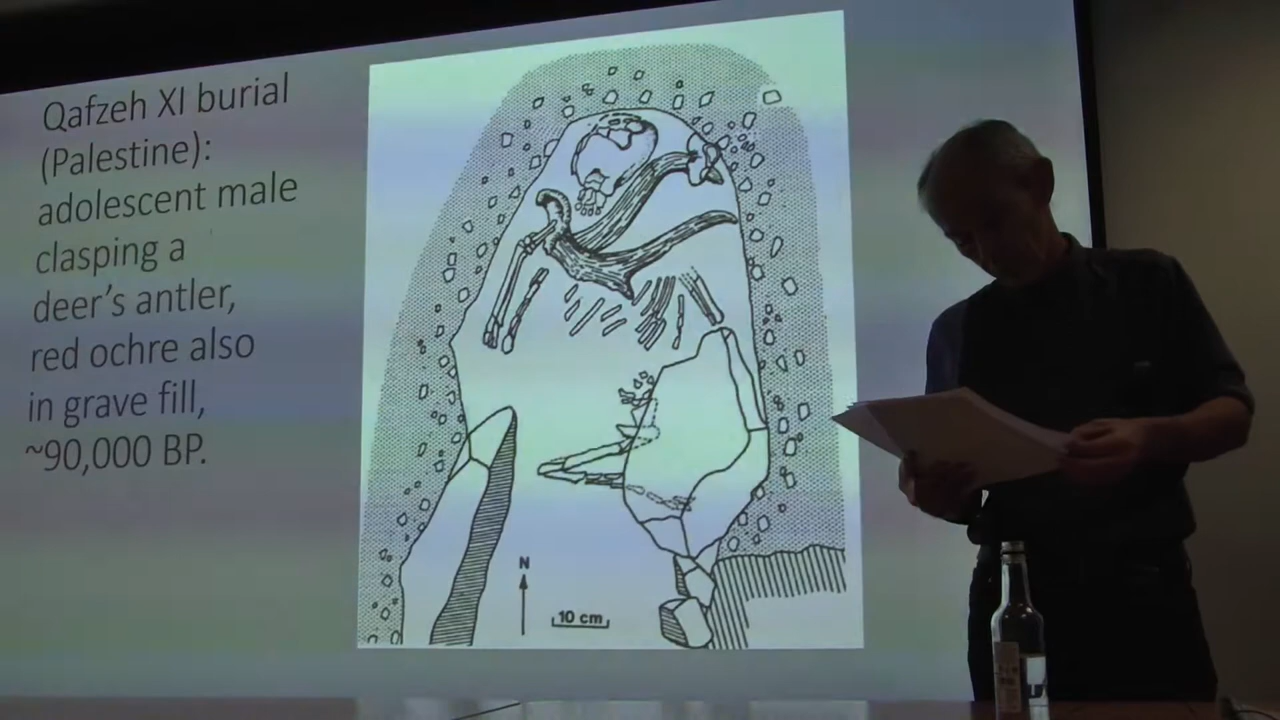 Qafzeh XI burial
(Palestine):
adolescent male
clasping a
deer's antler,
red ochre also
in grave fill,
~90,000 BP.
N
10 cm